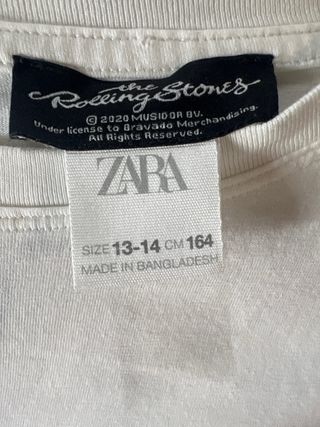 the
Rolling Stones
© 2020 MUSIDOR BV.
Under license to Bravado Merchandising.
All Rights Reserved.
ZARA
SIZE 13-14 CM 164
MADE IN BANGLADESH